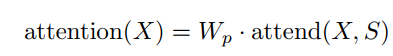 attention(X) = W_p · attend(X, S)